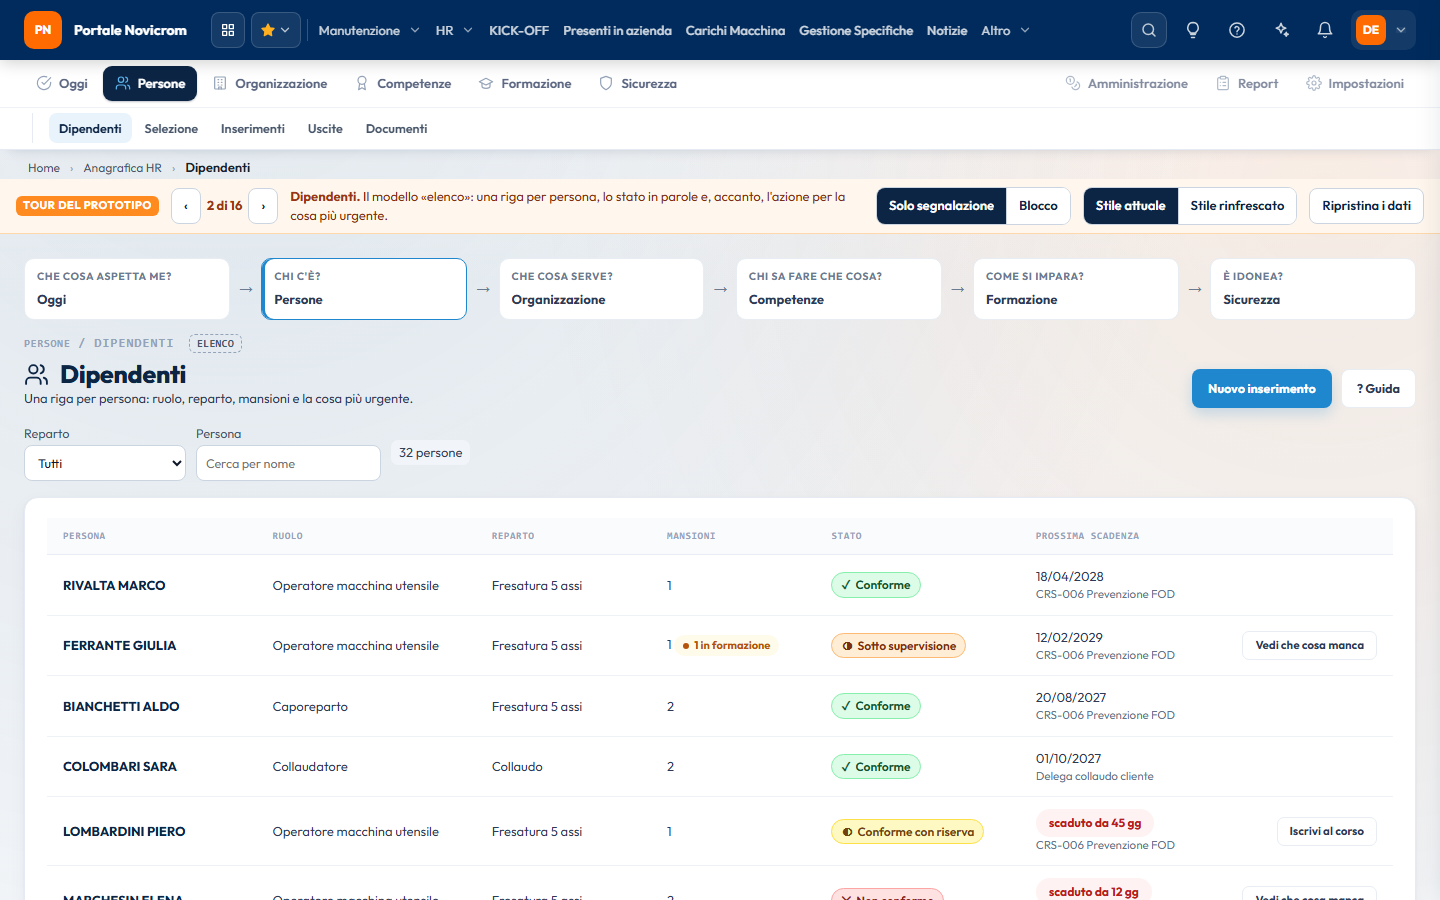 PN Portale Novicrom Manutenzione HR KICK-OFF Presenti in azienda Carichi Macchina Gestione Specifiche Notizie Altro DE
Oggi Persone Organizzazione Competenze Formazione Sicurezza Amministrazione Report Impostazioni
Dipendenti Selezione Inserimenti Uscite Documenti
Home › Anagrafica HR › Dipendenti
TOUR DEL PROTOTIPO ‹ 2 di 16 › Dipendenti. Il modello «elenco»: una riga per persona, lo stato in parole e, accanto, l'azione per la
cosa più urgente.
Solo segnalazione Blocco Stile attuale Stile rinfrescato Ripristina i dati
CHE COSA ASPETTA ME? → CHI C'È? → CHE COSA SERVE? → CHI SA FARE CHE COSA? → COME SI IMPARA? → È IDONEA?
Oggi Persone Organizzazione Competenze Formazione Sicurezza
PERSONE / DIPENDENTI ELENCO
Dipendenti
Una riga per persona: ruolo, reparto, mansioni e la cosa più urgente.
Nuovo inserimento ? Guida
Reparto Persona
Tutti Cerca per nome 32 persone
PERSONA RUOLO REPARTO MANSIONI STATO PROSSIMA SCADENZA
RIVALTA MARCO Operatore macchina utensile Fresatura 5 assi 1 ✓ Conforme 18/04/2028
CRS-006 Prevenzione FOD
FERRANTE GIULIA Operatore macchina utensile Fresatura 5 assi 1 ● 1 in formazione ◑ Sotto supervisione 12/02/2029
CRS-006 Prevenzione FOD
Vedi che cosa manca
BIANCHETTI ALDO Caporeparto Fresatura 5 assi 2 ✓ Conforme 20/08/2027
CRS-006 Prevenzione FOD
COLOMBARI SARA Collaudatore Collaudo 2 ✓ Conforme 01/10/2027
Delega collaudo cliente
LOMBARDINI PIERO Operatore macchina utensile Fresatura 5 assi 1 ◑ Conforme con riserva scaduto da 45 gg
CRS-006 Prevenzione FOD
Iscrivi al corso
MARCHESIN ELENA Operatore macchina utensile Fresatura 5 assi 2 ✕ Non conforme scaduto da 12 gg
Vedi che cosa manca